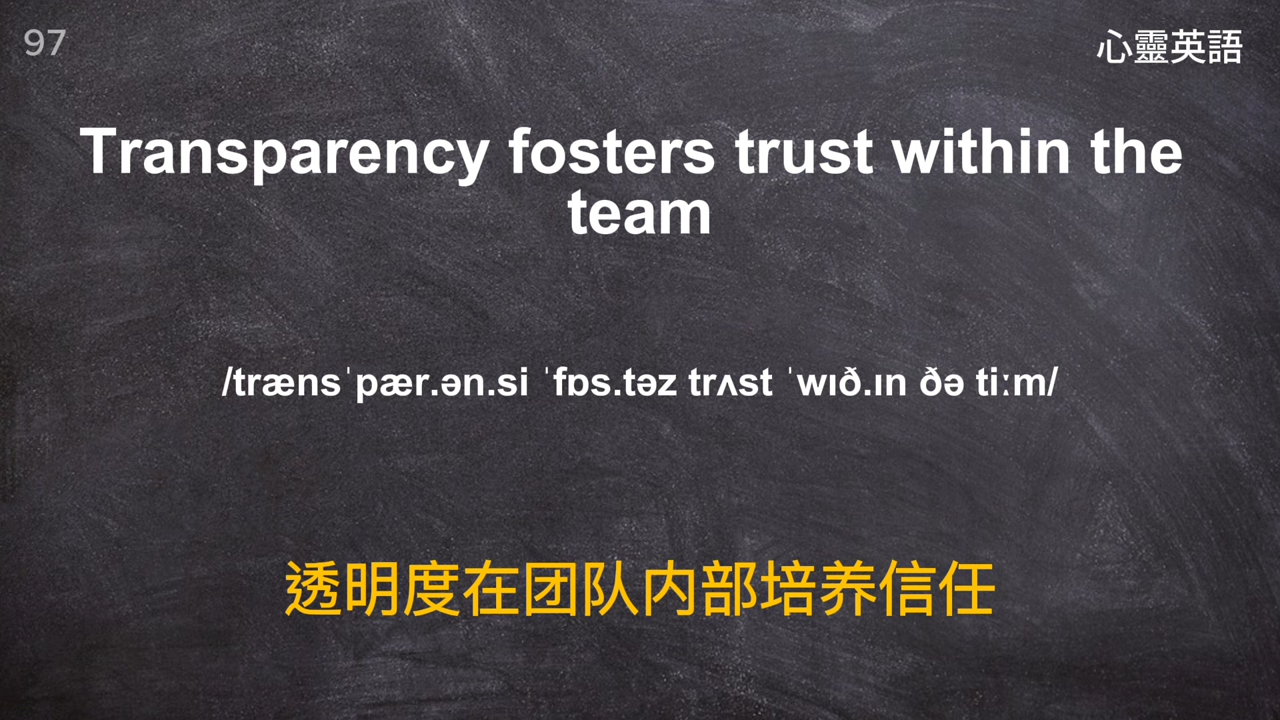 97
心靈英語
Transparency fosters trust within the
team
/trænsˈpær.ən.si ˈfɒs.təz trʌst ˈwɪð.ɪn ðə tiːm/
透明度在团队内部培养信任